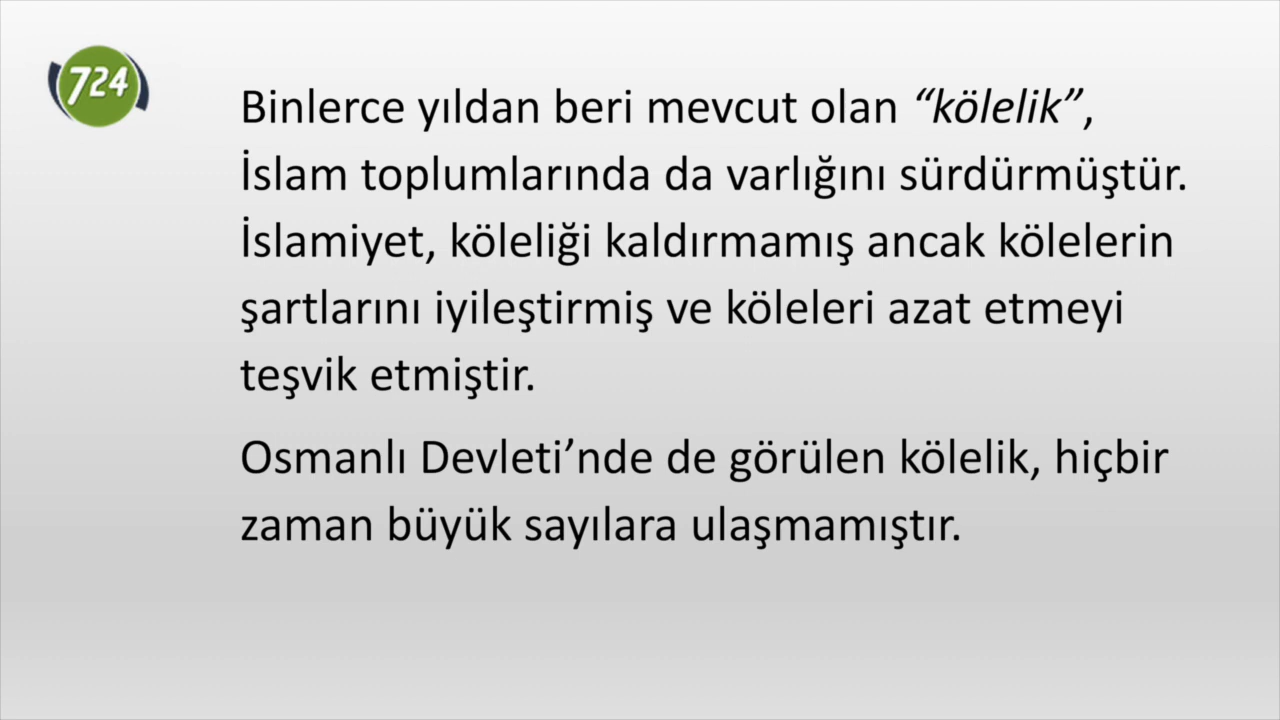 724
Binlerce yıldan beri mevcut olan “kölelik”,
İslam toplumlarında da varlığını sürdürmüştür.
İslamiyet, köleliği kaldırmamış ancak kölelerin
şartlarını iyileştirmiş ve köleleri azat etmeyi
teşvik etmiştir.
Osmanlı Devleti’nde de görülen kölelik, hiçbir
zaman büyük sayılara ulaşmamıştır.